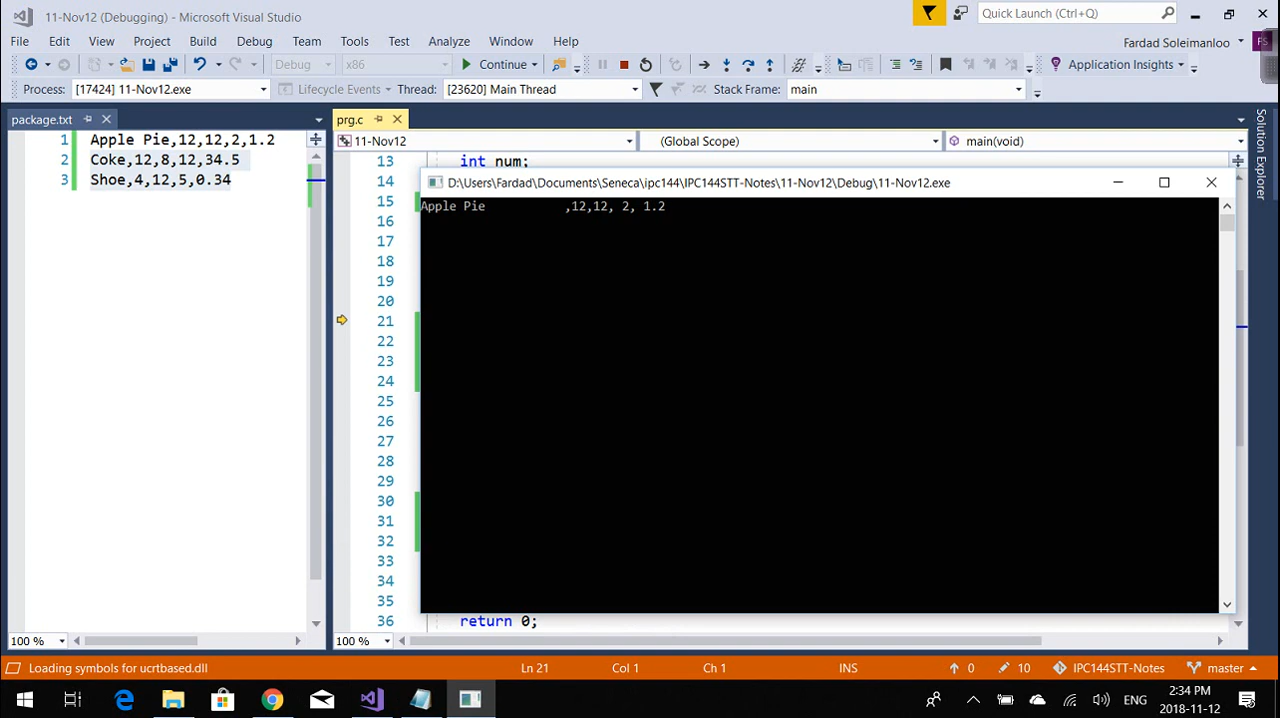 11-Nov12 (Debugging) - Microsoft Visual Studio
Quick Launch (Ctrl+Q)
File Edit View Project Build Debug Team Tools Test Analyze Window Help
Fardad Soleimanloo
FS
Debug x86 Continue Application Insights
Process: [17424] 11-Nov12.exe Lifecycle Events Thread: [23620] Main Thread Stack Frame: main
package.txt
prg.c
11-Nov12 (Global Scope) main(void)
1 Apple Pie,12,12,2,1.2
2 Coke,12,8,12,34.5
3 Shoe,4,12,5,0.34
13 int num;
14
15
16
17
18
19
20
21
22
23
24
25
26
27
28
29
30
31
32
33
34
35
36 return 0;
D:\Users\Fardad\Documents\Seneca\ipc144\IPC144STT-Notes\11-Nov12\Debug\11-Nov12.exe
Apple Pie           ,12,12, 2, 1.2
Solution Explorer
100 %
100 %
Loading symbols for ucrtbased.dll Ln 21 Col 1 Ch 1 INS 0 10 IPC144STT-Notes master
ENG
2:34 PM
2018-11-12